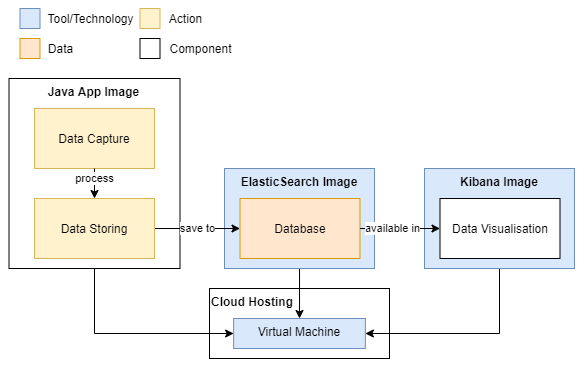 Tool/Technology
Action
Data
Component
Java App Image
Data Capture
process
ElasticSearch Image
Kibana Image
Data Storing
save to
Database
available in
Data Visualisation
Cloud Hosting
Virtual Machine